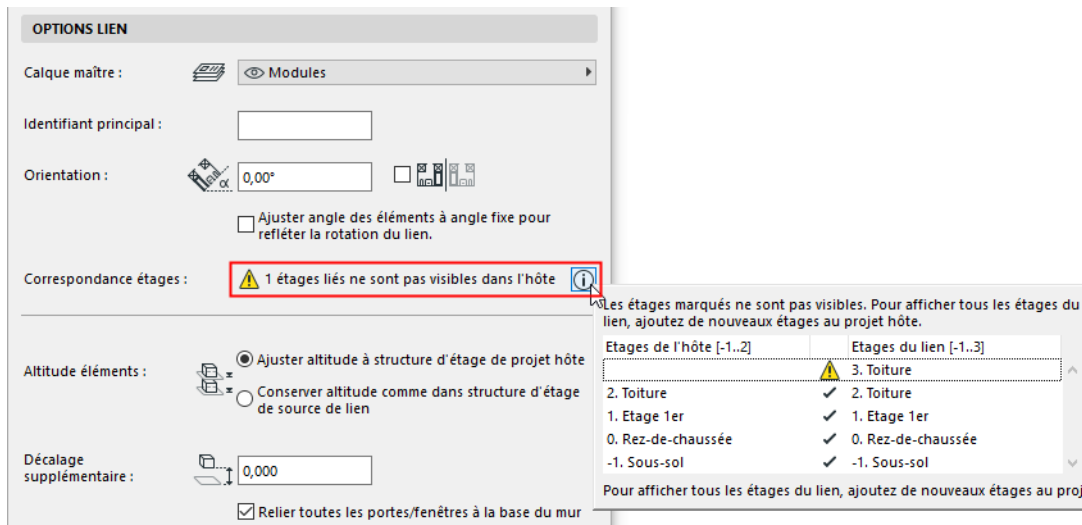 OPTIONS LIEN
Calque maître :
Modules
Identifiant principal :
Orientation :
α
0,00°
Ajuster angle des éléments à angle fixe pour
refléter la rotation du lien.
Correspondance étages :
1 étages liés ne sont pas visibles dans l'hôte
Les étages marqués ne sont pas visibles. Pour afficher tous les étages du
lien, ajoutez de nouveaux étages au projet hôte.
Etages de l'hôte [-1..2] Etages du lien [-1..3]
3. Toiture
2. Toiture 2. Toiture
1. Etage 1er 1. Etage 1er
0. Rez-de-chaussée 0. Rez-de-chaussée
-1. Sous-sol -1. Sous-sol
Pour afficher tous les étages du lien, ajoutez de nouveaux étages au proj
Altitude éléments :
Ajuster altitude à structure d'étage de projet hôte
Conserver altitude comme dans structure d'étage
de source de lien
Décalage
supplémentaire :
0,000
Relier toutes les portes/fenêtres à la base du mur